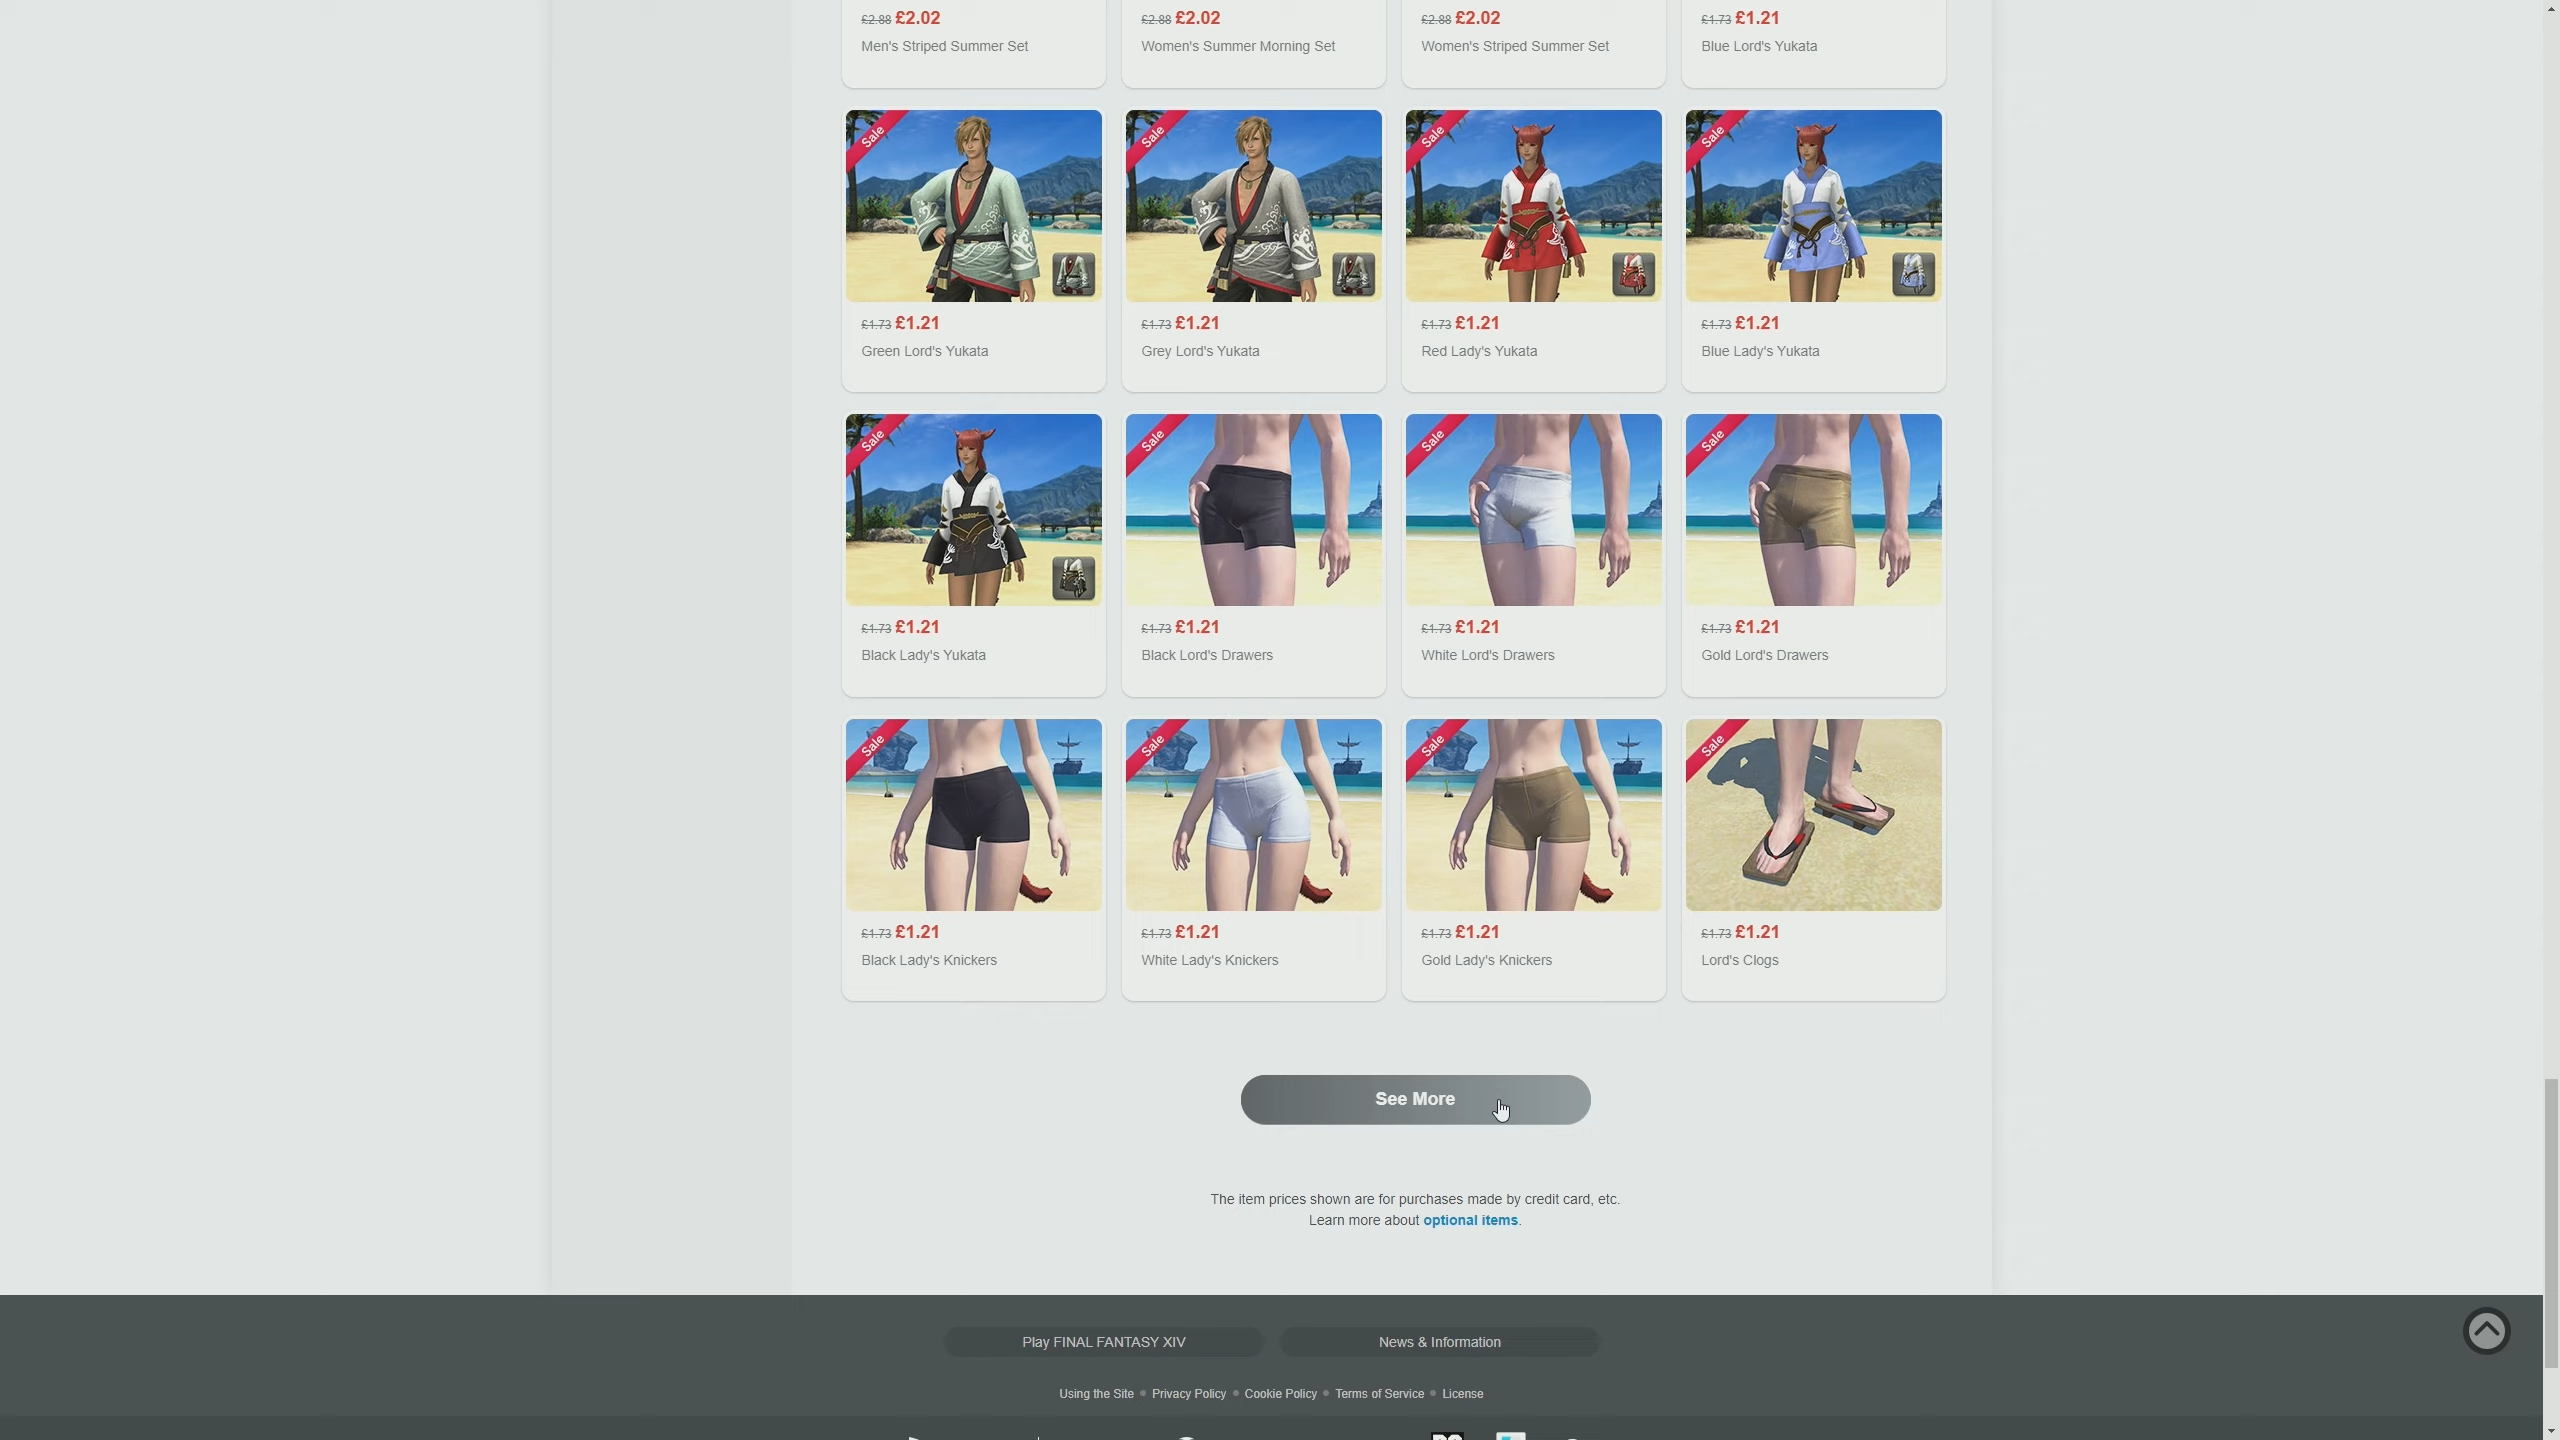 £2.88 £2.02
Men's Striped Summer Set
£2.88 £2.02
Women's Summer Morning Set
£2.88 £2.02
Women's Striped Summer Set
£1.73 £1.21
Blue Lord's Yukata
Sale
£1.73 £1.21
Green Lord's Yukata
Sale
£1.73 £1.21
Grey Lord's Yukata
Sale
£1.73 £1.21
Red Lady's Yukata
Sale
£1.73 £1.21
Blue Lady's Yukata
Sale
£1.73 £1.21
Black Lady's Yukata
Sale
£1.73 £1.21
Black Lord's Drawers
Sale
£1.73 £1.21
White Lord's Drawers
Sale
£1.73 £1.21
Gold Lord's Drawers
Sale
£1.73 £1.21
Black Lady's Knickers
Sale
£1.73 £1.21
White Lady's Knickers
Sale
£1.73 £1.21
Gold Lady's Knickers
Sale
£1.73 £1.21
Lord's Clogs
See More
The item prices shown are for purchases made by credit card, etc.
Learn more about optional items.
Play FINAL FANTASY XIV
News & Information
Using the Site • Privacy Policy • Cookie Policy • Terms of Service • License